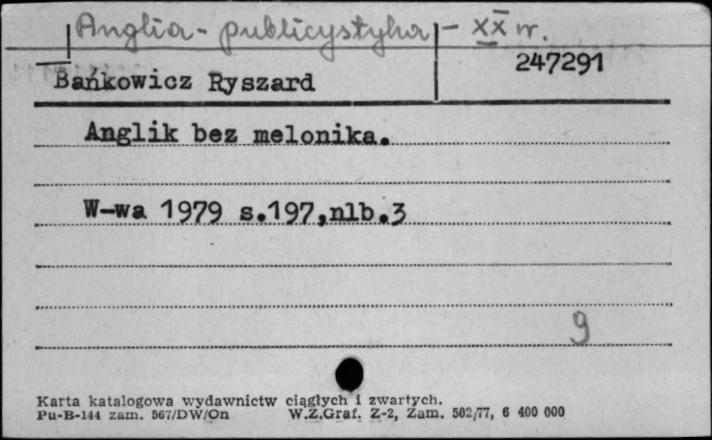 Anglia - publicystyka - XX w.
247291
Bańkowicz Ryszard
Anglik bez melonika.
W-wa 1979 s.197,nlb.3
9
Karta katalogowa wydawnictw ciągłych i zwartych.
Pu-B-144 zam. 567/DW/On W.Z.Graf. Z-2, Zam. 502/77, 6 400 000